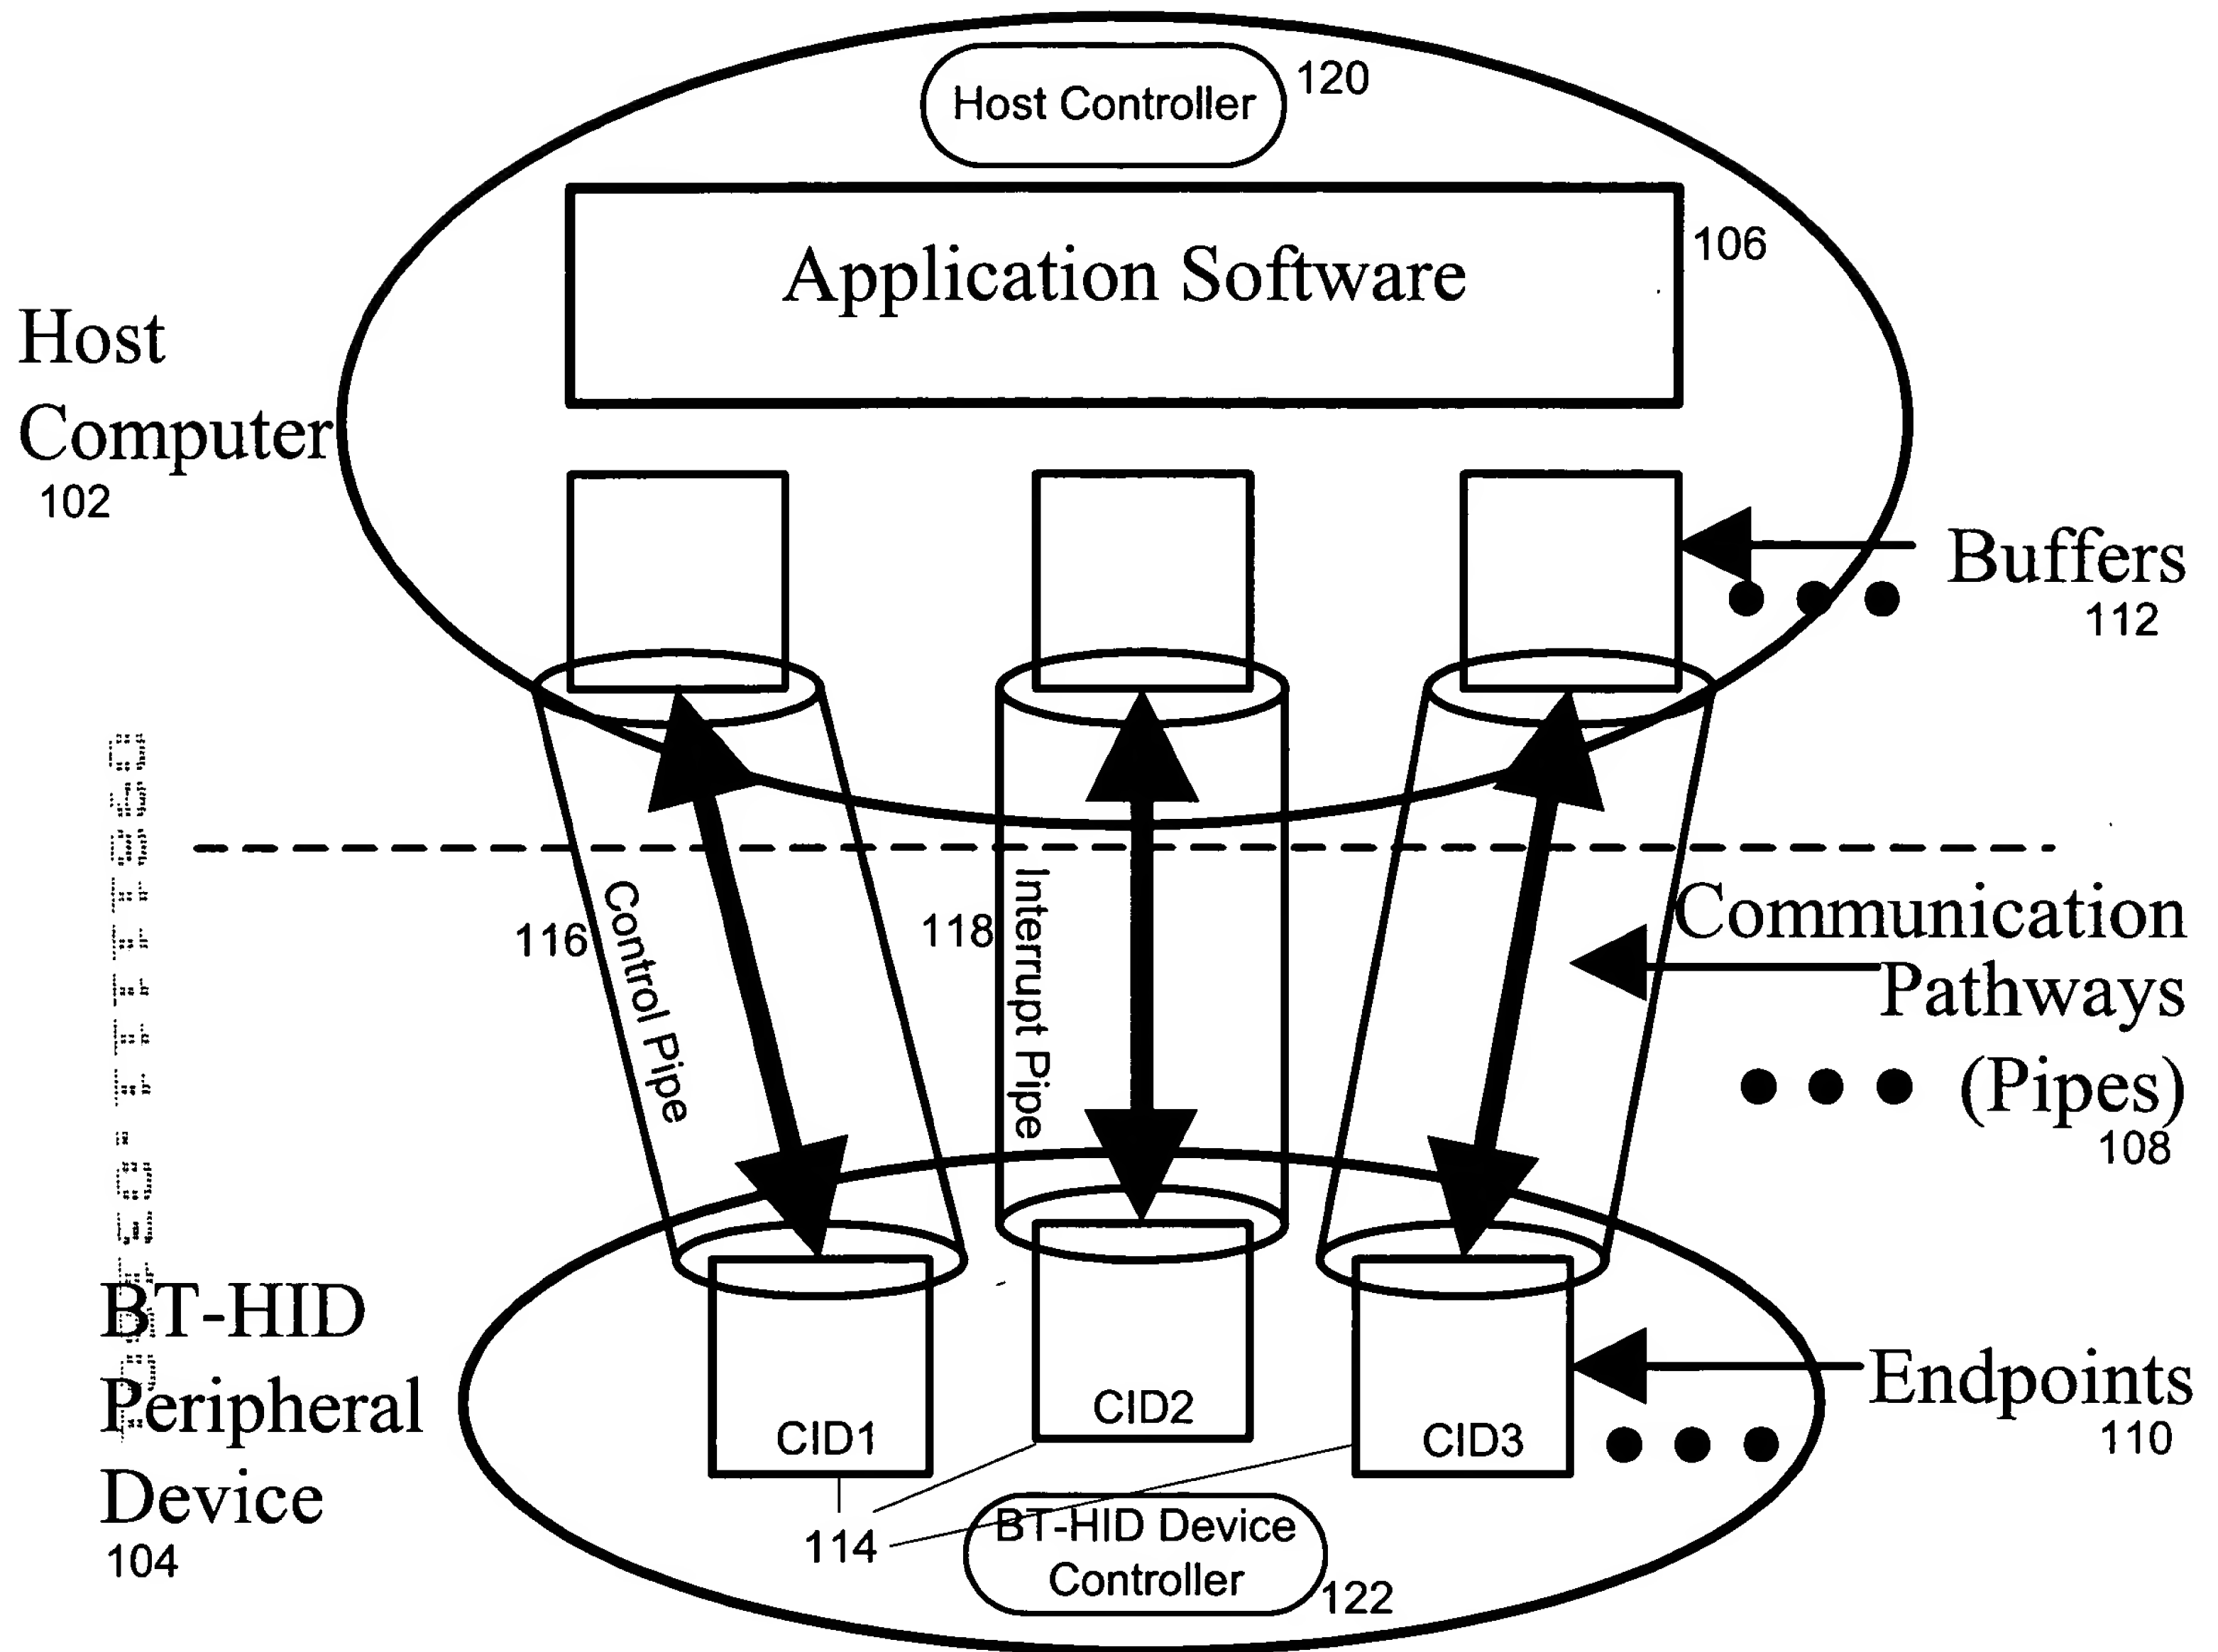 Host Controller
120
Application Software
106
Host
Computer
102
Buffers
112
116
Control Pipe
118
Interrupt Pipe
Communication
Pathways
(Pipes)
108
BT-HID
Peripheral
Device
104
CID1
CID2
CID3
Endpoints
110
114
BT-HID Device
Controller
122